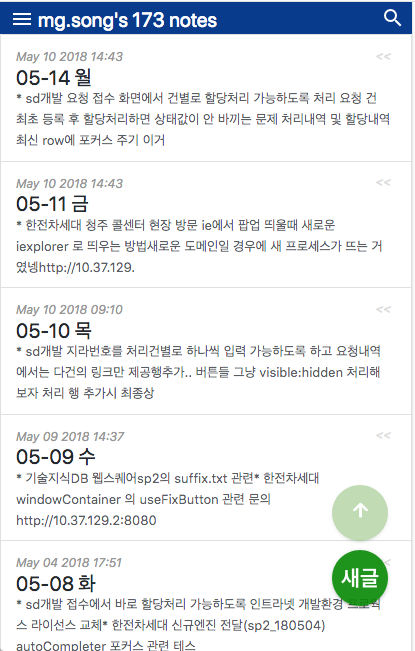 mg.song's 173 notes
May 10 2018 14:43 <<
05-14 월
* sd개발 요청 접수 화면에서 건별로 할당처리 가능하도록 처리 요청 건
최초 등록 후 할당처리하면 상태값이 안 바끼는 문제 처리내역 및 할당내역
최신 row에 포커스 주기 이거
May 10 2018 14:43 <<
05-11 금
* 한전차세대 청주 콜센터 현장 방문 ie에서 팝업 띄울때 새로운
iexplorer 로 띄우는 방법새로운 도메인일 경우에 새 프로세스가 뜨는 거
였넹http://10.37.129.
May 10 2018 09:10 <<
05-10 목
* sd개발 지라번호를 처리건별로 하나씩 입력 가능하도록 하고 요청내역
에서는 다건의 링크만 제공행추가.. 버튼들 그냥 visible:hidden 처리해
보자 처리 행 추가시 최종상
May 09 2018 14:37 <<
05-09 수
* 기술지식DB 웹스퀘어sp2의 suffix.txt 관련* 한전차세대
windowContainer 의 useFixButton 관련 문의
http://10.37.129.2:8080
May 04 2018 17:51 <<
05-08 화
* sd개발 접수에서 바로 할당처리 가능하도록 인트라넷 개발환경 프로웍
스 라이선스 교체* 한전차세대 신규엔진 전달(sp2_180504)
autoCompleter 포커스 관련 테스
새글